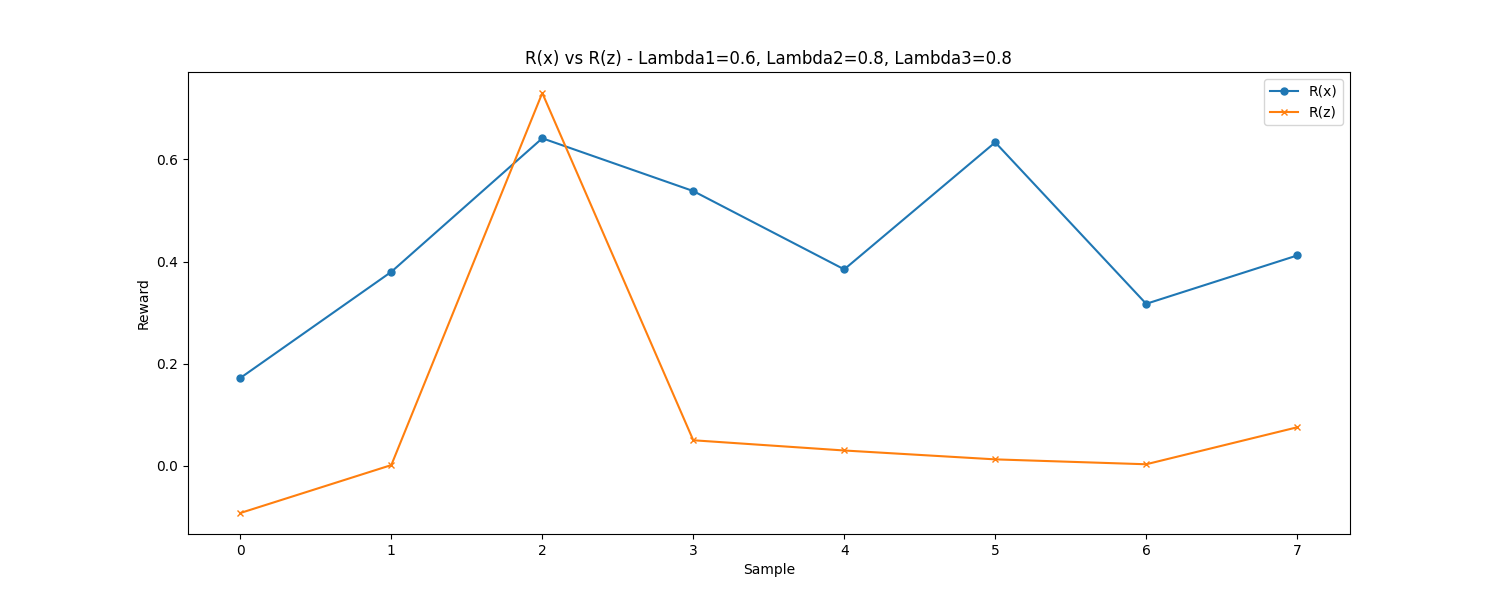 R(x) vs R(z) - Lambda1=0.6, Lambda2=0.8, Lambda3=0.8
R(x)
R(z)
0.6
0.4
0.2
0.0
Reward
0 1 2 3 4 5 6 7
Sample